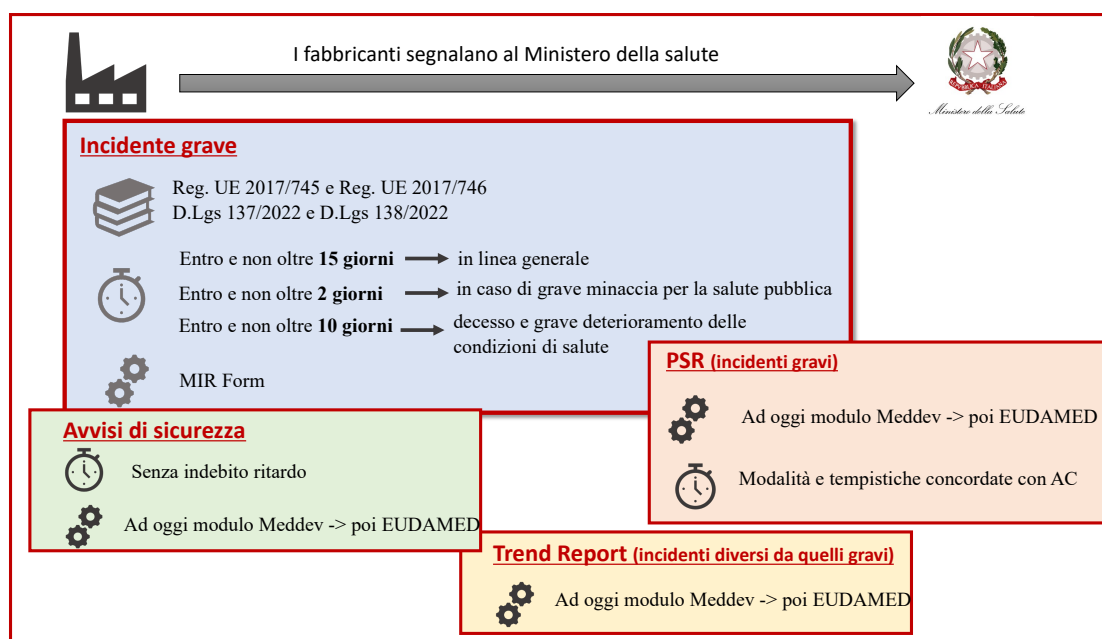 I fabbricanti segnalano al Ministero della salute
REPVBBLICA ITALIANA
Ministero della Salute
Incidente grave
Reg. UE 2017/745 e Reg. UE 2017/746
D.Lgs 137/2022 e D.Lgs 138/2022
Entro e non oltre 15 giorni
in linea generale
Entro e non oltre 2 giorni
in caso di grave minaccia per la salute pubblica
Entro e non oltre 10 giorni
decesso e grave deterioramento delle
condizioni di salute
MIR Form
PSR (incidenti gravi)
Ad oggi modulo Meddev -> poi EUDAMED
Modalità e tempistiche concordate con AC
Avvisi di sicurezza
Senza indebito ritardo
Ad oggi modulo Meddev -> poi EUDAMED
Trend Report (incidenti diversi da quelli gravi)
Ad oggi modulo Meddev -> poi EUDAMED